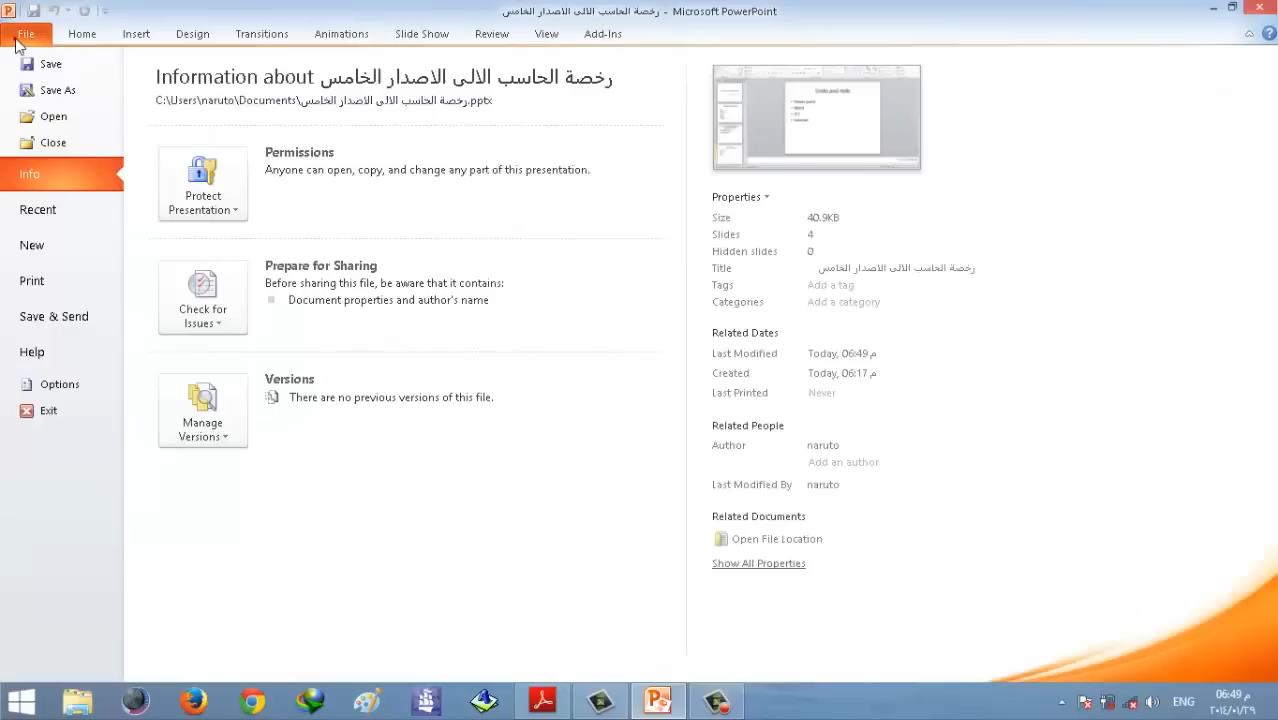 رخصة الحاسب الالى الاصدار الخامس - Microsoft PowerPoint
File Home Insert Design Transitions Animations Slide Show Review View Add-Ins
Save
Save As
Open
Close
Info
Recent
New
Print
Save & Send
Help
Options
Exit
Information about رخصة الحاسب الالى الاصدار الخامس
C:\Users\naruto\Documents\رخصة الحاسب الالى الاصدار الخامس.pptx
Protect
Presentation
Permissions
Anyone can open, copy, and change any part of this presentation.
Check for
Issues
Prepare for Sharing
Before sharing this file, be aware that it contains:
Document properties and author's name
Manage
Versions
Versions
There are no previous versions of this file.
Properties
Size 40.9KB
Slides 4
Hidden slides 0
Title رخصة الحاسب الالى الاصدار الخامس
Tags Add a tag
Categories Add a category
Related Dates
Last Modified Today, 06:49 م
Created Today, 06:17 م
Last Printed Never
Related People
Author naruto
Add an author
Last Modified By naruto
Related Documents
Open File Location
Show All Properties
ENG
06:49 م
٢٠١٤/٠١/٢٩